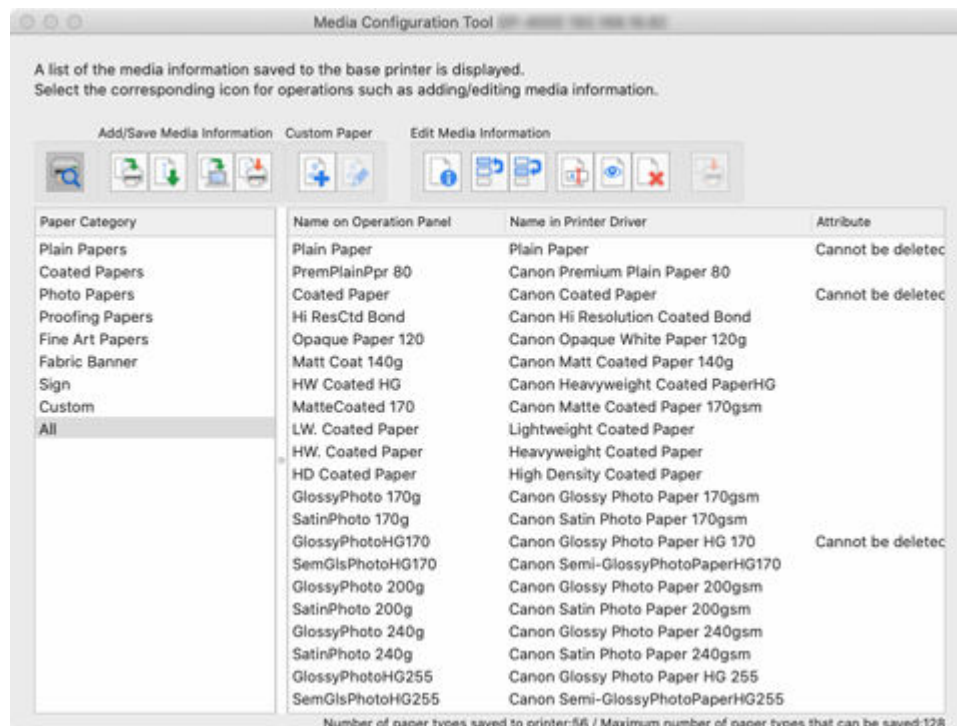 Media Configuration Tool
A list of the media information saved to the base printer is displayed.
Select the corresponding icon for operations such as adding/editing media information.
Add/Save Media Information Custom Paper Edit Media Information
Paper Category Name on Operation Panel Name in Printer Driver Attribute
Plain Papers Plain Paper Plain Paper Cannot be deleted
Coated Papers PremPlainPpr 80 Canon Premium Plain Paper 80
Photo Papers Coated Paper Canon Coated Paper Cannot be deleted
Proofing Papers Hi ResCtd Bond Canon Hi Resolution Coated Bond
Fine Art Papers Opaque Paper 120 Canon Opaque White Paper 120g
Fabric Banner Matt Coat 140g Canon Matt Coated Paper 140g
Sign HW Coated HG Canon Heavyweight Coated PaperHG
Custom MatteCoated 170 Canon Matte Coated Paper 170gsm
All LW. Coated Paper Lightweight Coated Paper
HW. Coated Paper Heavyweight Coated Paper
HD Coated Paper High Density Coated Paper
GlossyPhoto 170g Canon Glossy Photo Paper 170gsm
SatinPhoto 170g Canon Satin Photo Paper 170gsm
GlossyPhotoHG170 Canon Glossy Photo Paper HG 170 Cannot be deleted
SemGlsPhotoHG170 Canon Semi-GlossyPhotoPaperHG170
GlossyPhoto 200g Canon Glossy Photo Paper 200gsm
SatinPhoto 200g Canon Satin Photo Paper 200gsm
GlossyPhoto 240g Canon Glossy Photo Paper 240gsm
SatinPhoto 240g Canon Satin Photo Paper 240gsm
GlossyPhotoHG255 Canon Glossy Photo Paper HG 255
SemGlsPhotoHG255 Canon Semi-GlossyPhotoPaperHG255
Number of paper types saved to printer:56 / Maximum number of paper types that can be saved:128